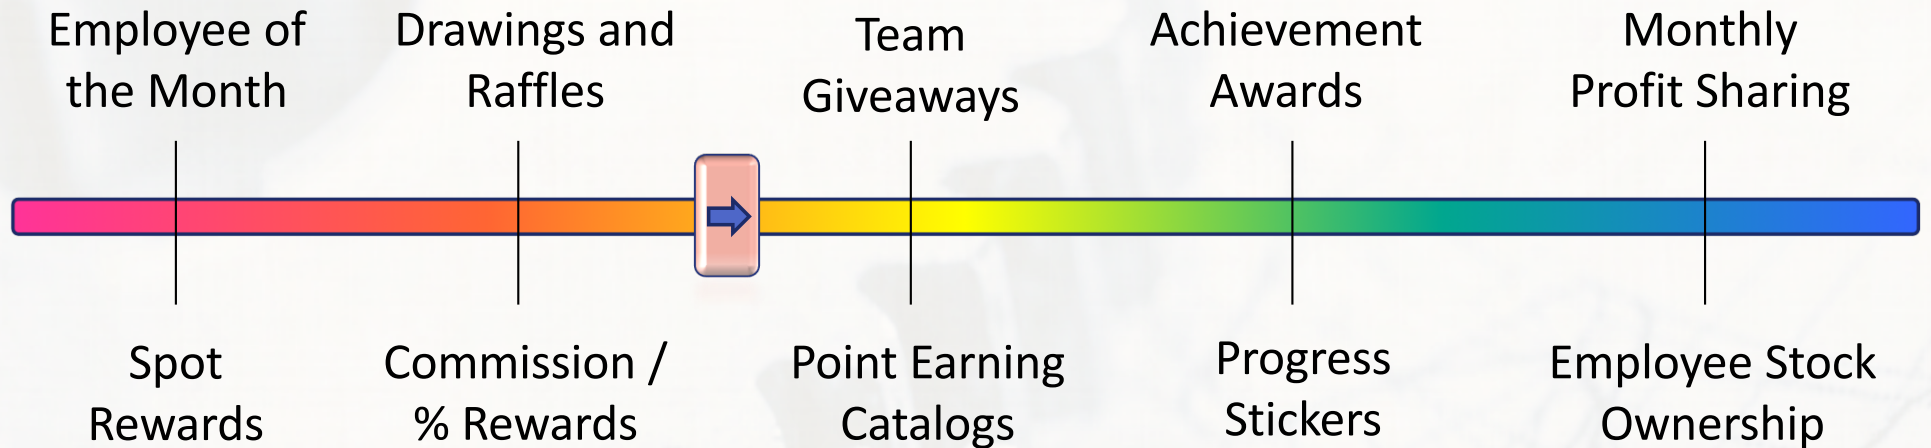 Employee of
the Month
Drawings and
Raffles
Team
Giveaways
Achievement
Awards
Monthly
Profit Sharing
Spot
Rewards
Commission /
% Rewards
Point Earning
Catalogs
Progress
Stickers
Employee Stock
Ownership